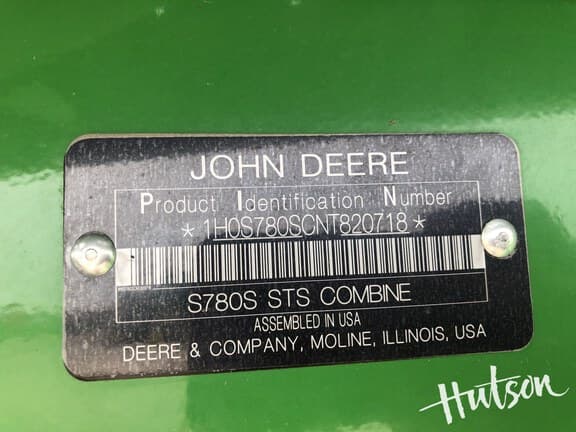 JOHN DEERE
Product Identification Number
*1H0S780SCNT820718*
S780S STS COMBINE
ASSEMBLED IN USA
DEERE & COMPANY, MOLINE, ILLINOIS, USA
Hutson